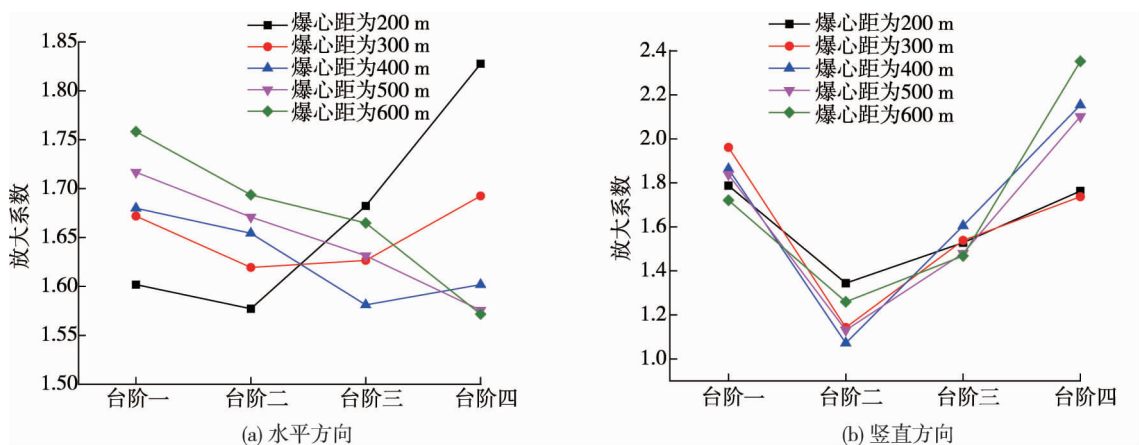 爆心距为200 m
爆心距为300 m
爆心距为400 m
爆心距为500 m
爆心距为600 m
1.85
1.80
1.75
1.70
1.65
1.60
1.55
1.50
放大系数
台阶一 台阶二 台阶三 台阶四
(a) 水平方向
爆心距为200 m
爆心距为300 m
爆心距为400 m
爆心距为500 m
爆心距为600 m
2.4
2.2
2.0
1.8
1.6
1.4
1.2
1.0
放大系数
台阶一 台阶二 台阶三 台阶四
(b) 竖直方向